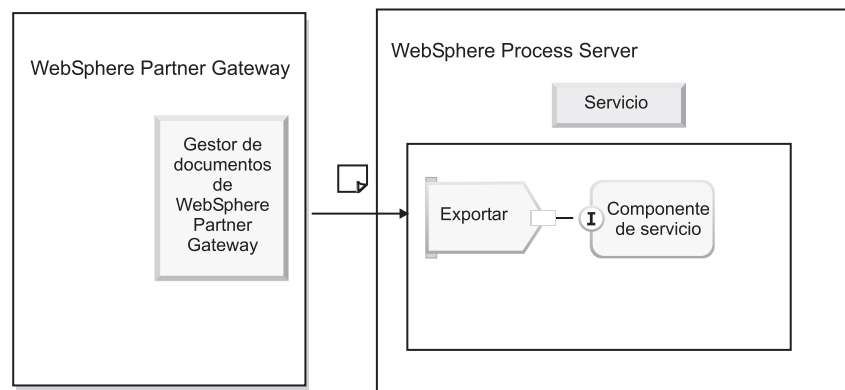 WebSphere Partner Gateway
Gestor de
documentos
de
WebSphere
Partner
Gateway
WebSphere Process Server
Servicio
Exportar
I
Componente
de servicio